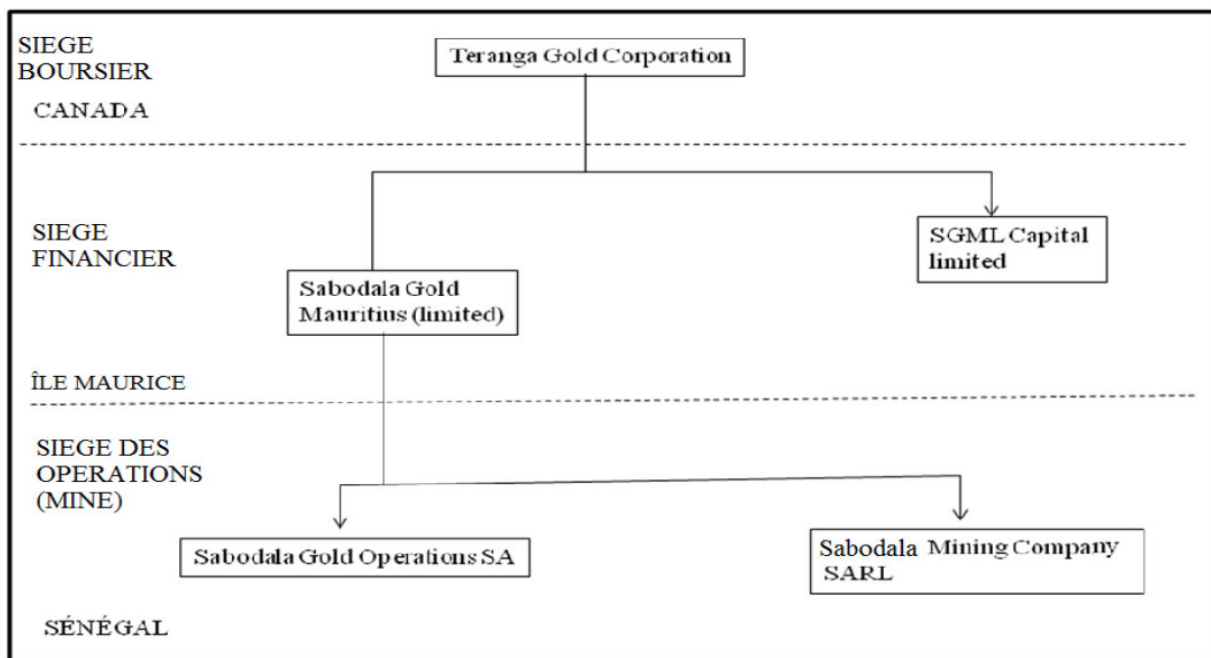 SIEGE
BOURSIER
Teranga Gold Corporation
CANADA
SIEGE
FINANCIER
SGML Capital
limited
Sabodala Gold
Mauritius (limited)
ÎLE MAURICE
SIEGE DES
OPERATIONS
(MINE)
Sabodala Gold Operations SA
Sabodala Mining Company
SARL
SÉNÉGAL